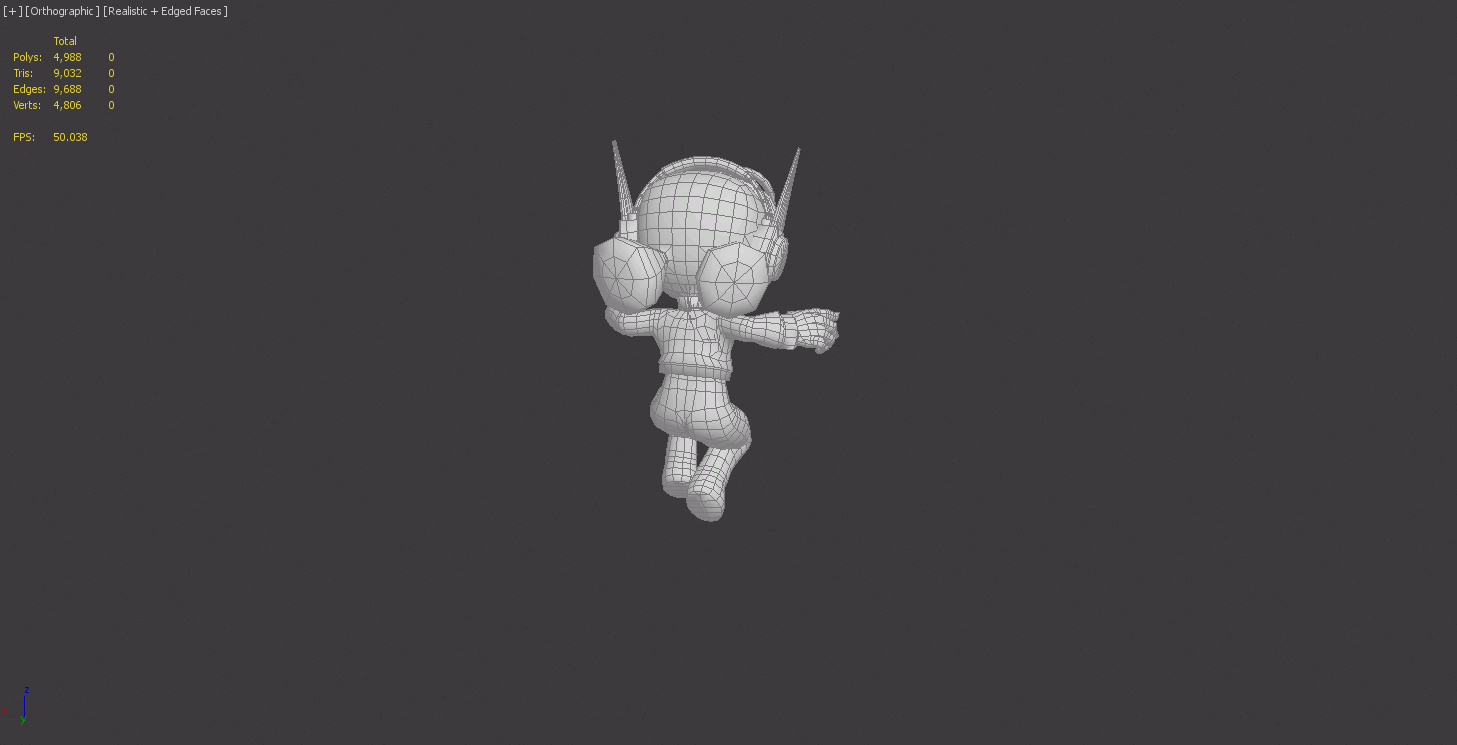 [+] [Orthographic ] [Realistic + Edged Faces ]
Total
Polys: 4,988 0
Tris: 9,032 0
Edges: 9,688 0
Verts: 4,806 0
FPS: 50.038
z
y